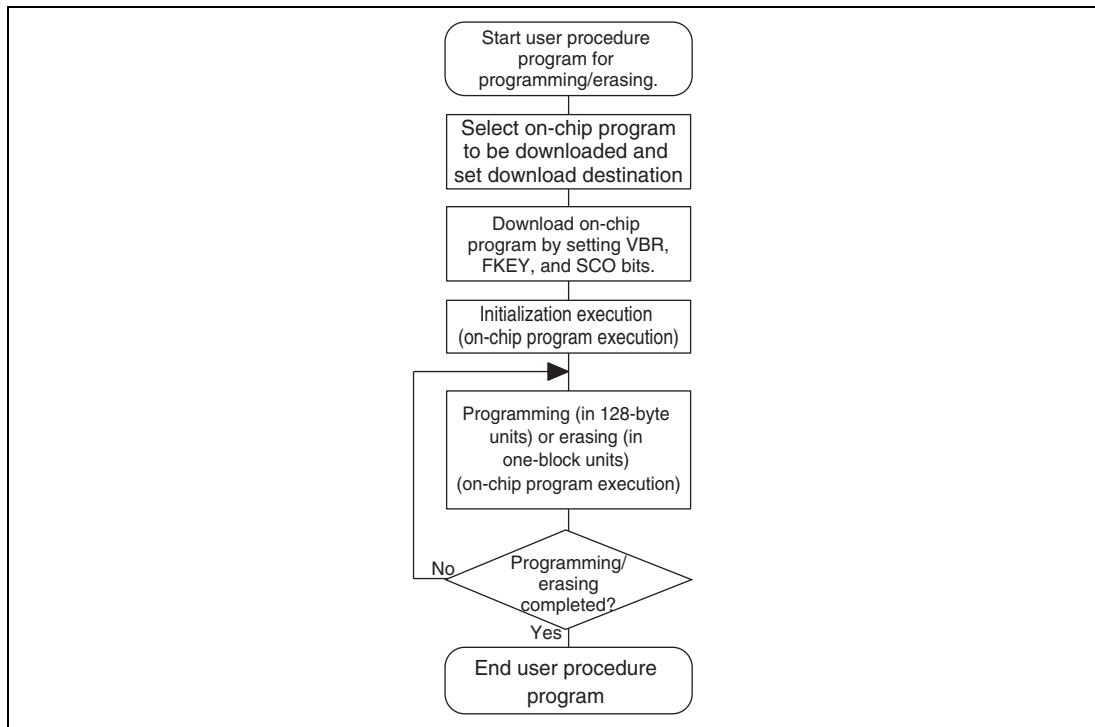 Start user procedure
program for
programming/erasing.
Select on-chip program
to be downloaded and
set download destination
Download on-chip
program by setting VBR,
FKEY, and SCO bits.
Initialization execution
(on-chip program execution)
Programming (in 128-byte
units) or erasing (in
one-block units)
(on-chip program execution)
No
Programming/
erasing
completed?
Yes
End user procedure
program